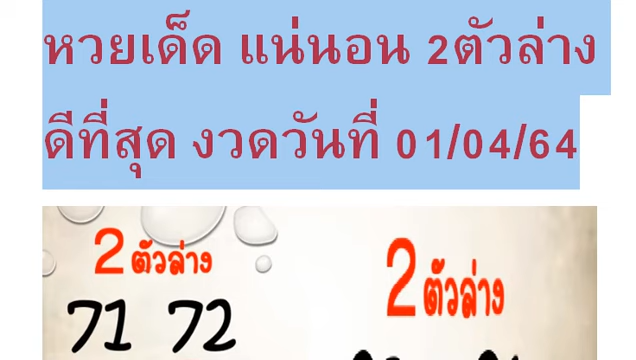 หวยเด็ด แน่นอน 2ตัวล่าง
ดีที่สุด งวดวันที่ 01/04/64
2 ตัวล่าง
71 72
2 ตัวล่าง